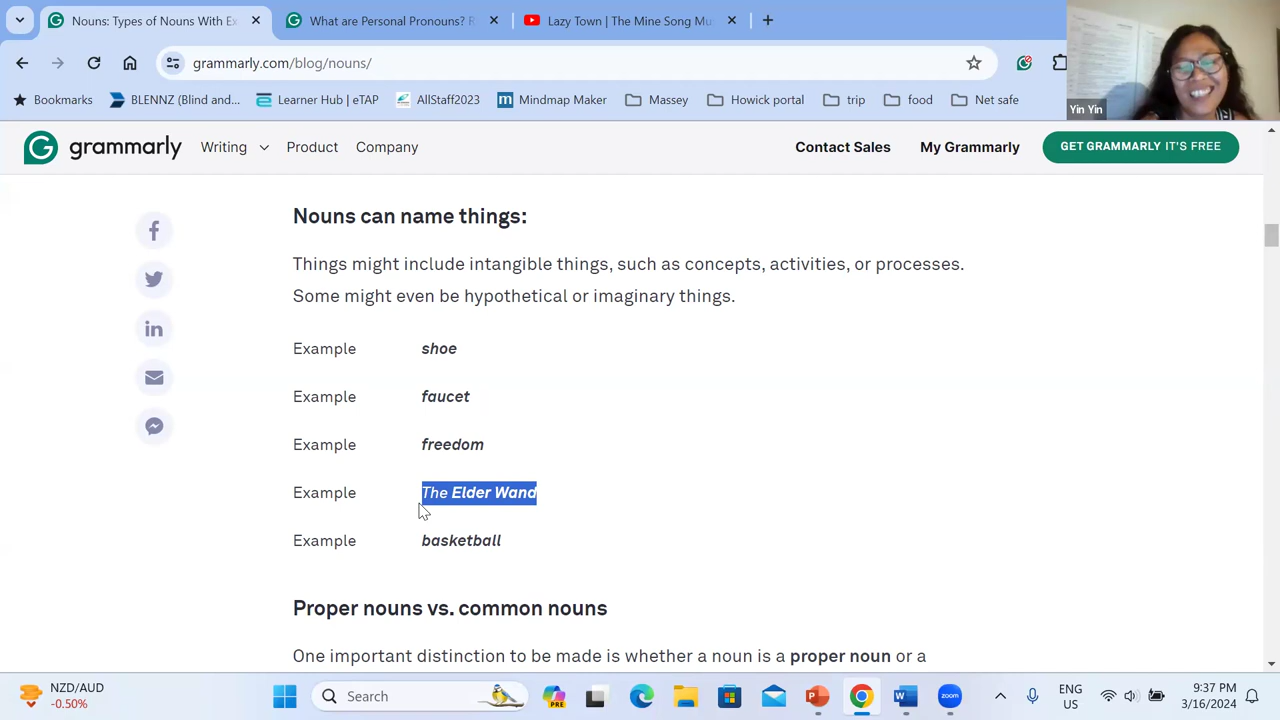 Nouns: Types of Nouns With Ex
What are Personal Pronouns? R
Lazy Town | The Mine Song Mu
grammarly.com/blog/nouns/
Bookmarks
BLENNZ (Blind and...
Learner Hub | eTAP
AllStaff2023
Mindmap Maker
Massey
Howick portal
trip
food
Net safe
Yin Yin
grammarly
Writing
Product
Company
Contact Sales
My Grammarly
GET GRAMMARLY IT'S FREE
Nouns can name things:
Things might include intangible things, such as concepts, activities, or processes.
Some might even be hypothetical or imaginary things.
Example shoe
Example faucet
Example freedom
Example The Elder Wand
Example basketball
Proper nouns vs. common nouns
One important distinction to be made is whether a noun is a proper noun or a
NZD/AUD
-0.50%
Search
PRE
ENG
US
9:37 PM
3/16/2024